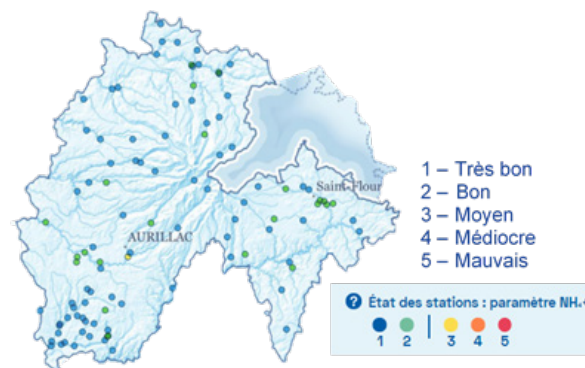 Saint-Flour
AURILLAC
1 – Très bon
2 – Bon
3 – Moyen
4 – Médiocre
5 – Mauvais
? État des stations : paramètre NH₄+
1 2 3 4 5